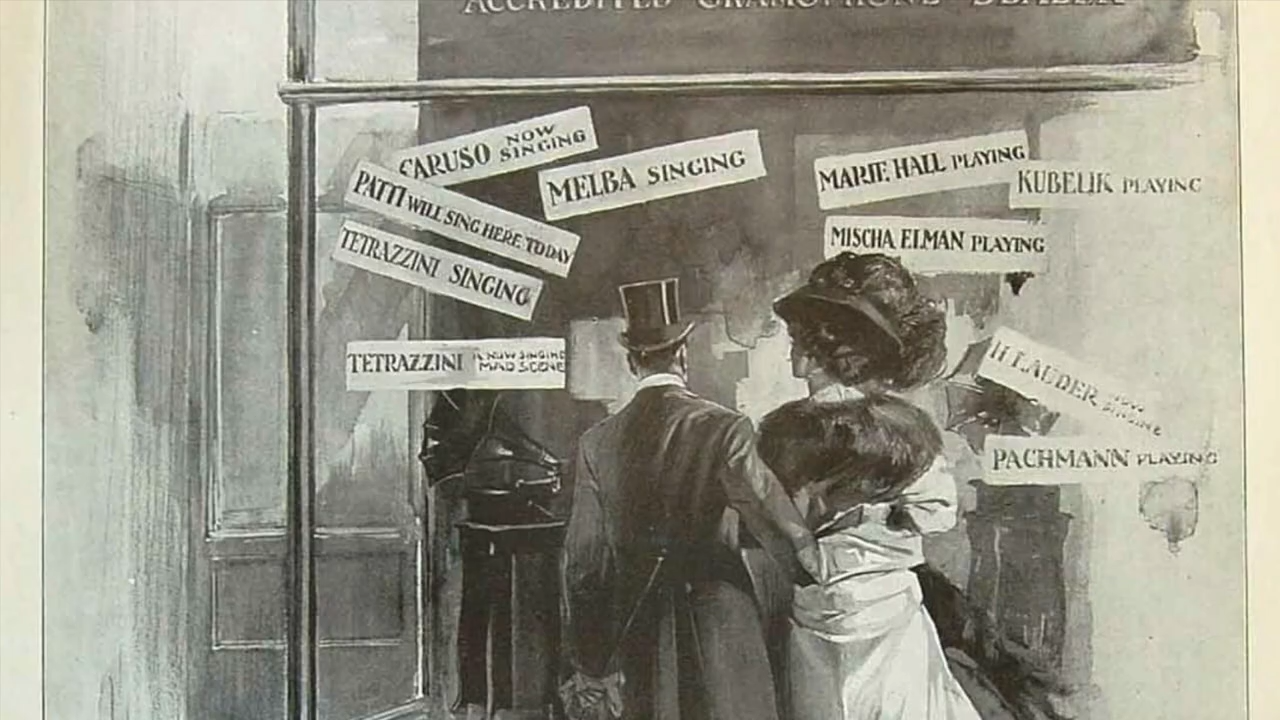 ACCREDITED GRAMOPHONE DEALER
CARUSO NOW SINGING
PATTI WILL SING HERE TODAY
MELBA SINGING
TETRAZZINI SINGING
TETRAZZINI IS NOW SINGING MAD SCENE
MARIE HALL PLAYING
KUBELIK PLAYING
MISCHA ELMAN PLAYING
H. LAUDER NOW SINGING
PACHMANN PLAYING